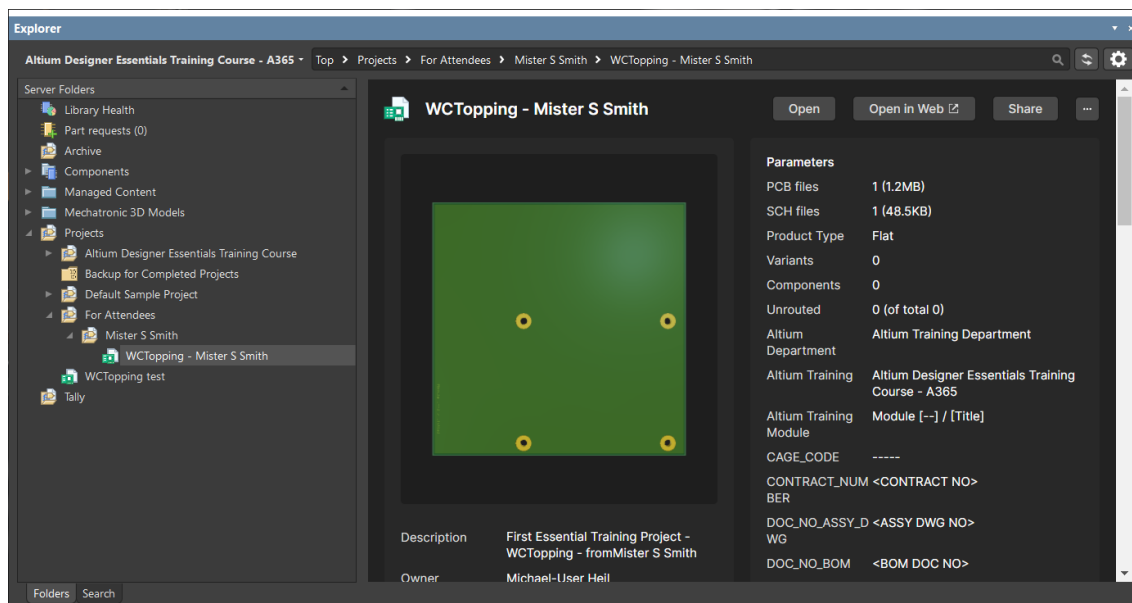 Explorer
Altium Designer Essentials Training Course - A365
Top > Projects > For Attendees > Mister S Smith > WCTopping - Mister S Smith
Server Folders
Library Health
Part requests (0)
Archive
Components
Managed Content
Mechatronic 3D Models
Projects
Altium Designer Essentials Training Course
Backup for Completed Projects
Default Sample Project
For Attendees
Mister S Smith
WCTopping - Mister S Smith
WCTopping test
Tally
WCTopping - Mister S Smith
Open
Open in Web
Share
...
Description
First Essential Training Project -
WCTopping - fromMister S Smith
Owner
Michael-User Heil
Parameters
PCB files 1 (1.2MB)
SCH files 1 (48.5KB)
Product Type Flat
Variants 0
Components 0
Unrouted 0 (of total 0)
Altium Altium Training Department
Department
Altium Training Altium Designer Essentials Training
Course - A365
Altium Training Module [--] / [Title]
Module
CAGE_CODE -----
CONTRACT_NUM <CONTRACT NO>
BER
DOC_NO_ASSY_D <ASSY DWG NO>
WG
DOC_NO_BOM <BOM DOC NO>
Folders
Search